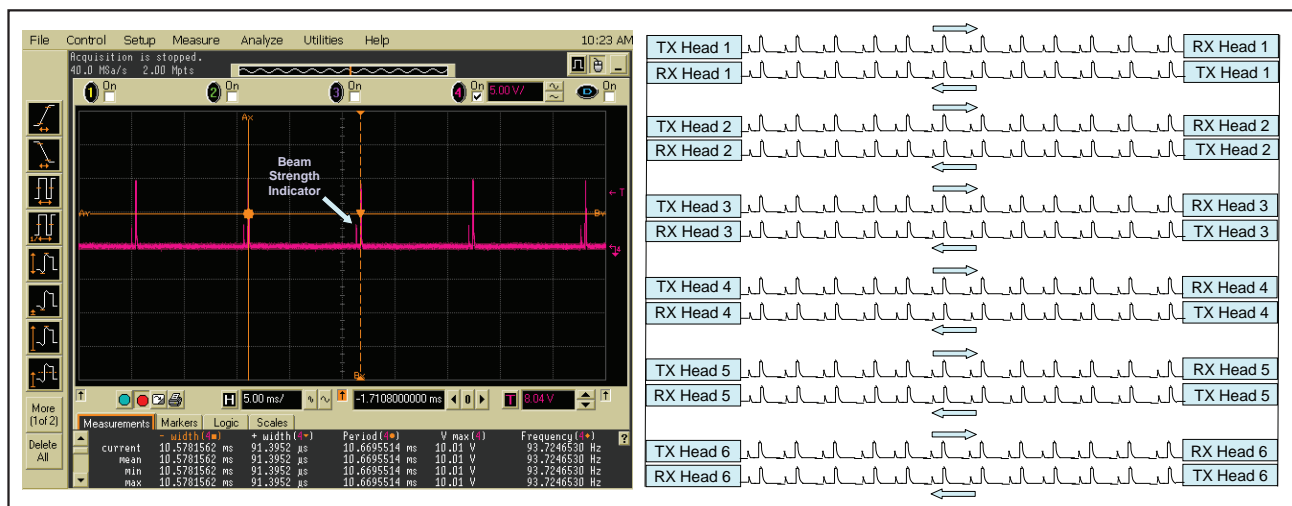 File Control Setup Measure Analyze Utilities Help 10:23 AM
Acquisition is stopped.
40.0 MSa/s 2.00 Mpts
1 On 2 On 3 On 4 On 5.00 V/ D On
Ax
Beam
Strength
Indicator
T
Ay By
4
Bx
H 5.00 ms/ -1.7108000000 ms 0 T 8.04 V
More
(1of 2)
Delete
All
Measurements Markers Logic Scales
- width(4) + width(4) Period(4) V max(4) Frequency(4) ?
current 10.5781562 ms 91.3952 µs 10.6695514 ms 10.01 V 93.7246530 Hz
mean 10.5781562 ms 91.3952 µs 10.6695514 ms 10.01 V 93.7246530 Hz
min 10.5781562 ms 91.3952 µs 10.6695514 ms 10.01 V 93.7246530 Hz
max 10.5781562 ms 91.3952 µs 10.6695514 ms 10.01 V 93.7246530 Hz
TX Head 1 RX Head 1
RX Head 1 TX Head 1
TX Head 2 RX Head 2
RX Head 2 TX Head 2
TX Head 3 RX Head 3
RX Head 3 TX Head 3
TX Head 4 RX Head 4
RX Head 4 TX Head 4
TX Head 5 RX Head 5
RX Head 5 TX Head 5
TX Head 6 RX Head 6
RX Head 6 TX Head 6